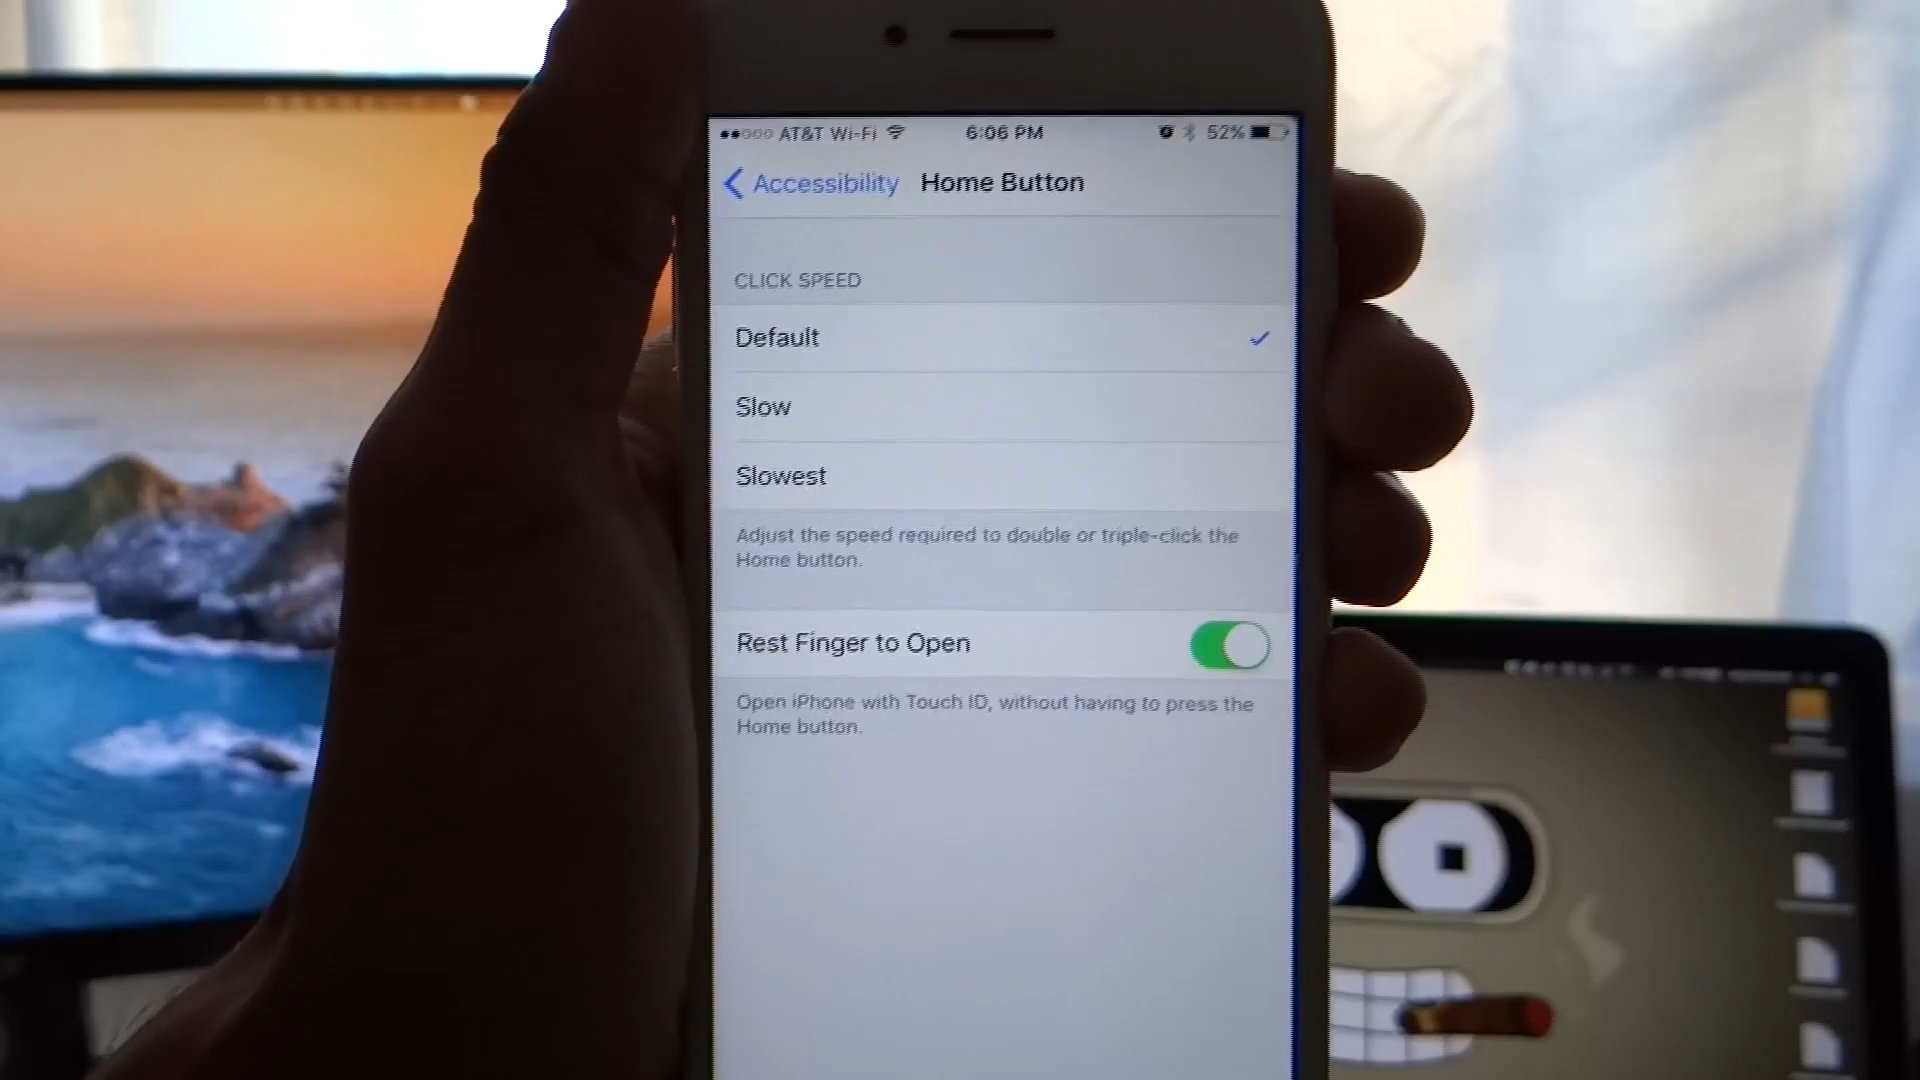 AT&T Wi-Fi 6:06 PM 52%
Accessibility Home Button
CLICK SPEED
Default
Slow
Slowest
Adjust the speed required to double or triple-click the
Home button.
Rest Finger to Open
Open iPhone with Touch ID, without having to press the
Home button.